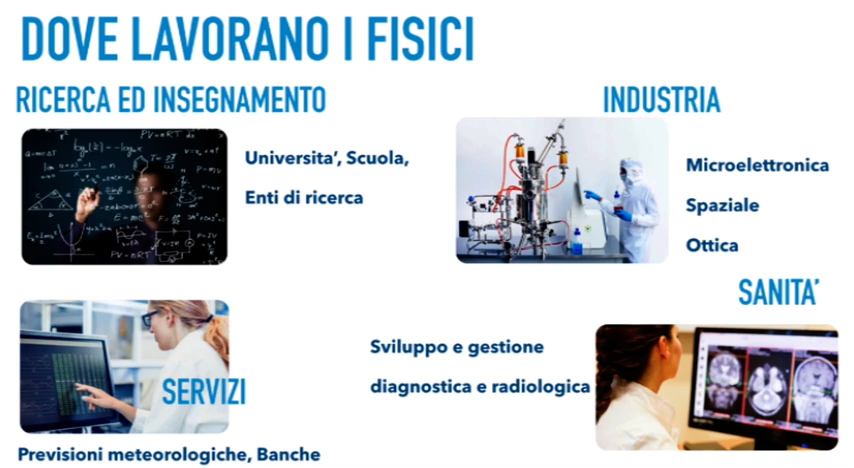 DOVE LAVORANO I FISICI
RICERCA ED INSEGNAMENTO
Universita’, Scuola,
Enti di ricerca
INDUSTRIA
Microelettronica
Spaziale
Ottica
SERVIZI
Previsioni meteorologiche, Banche
SANITA’
Sviluppo e gestione
diagnostica e radiologica